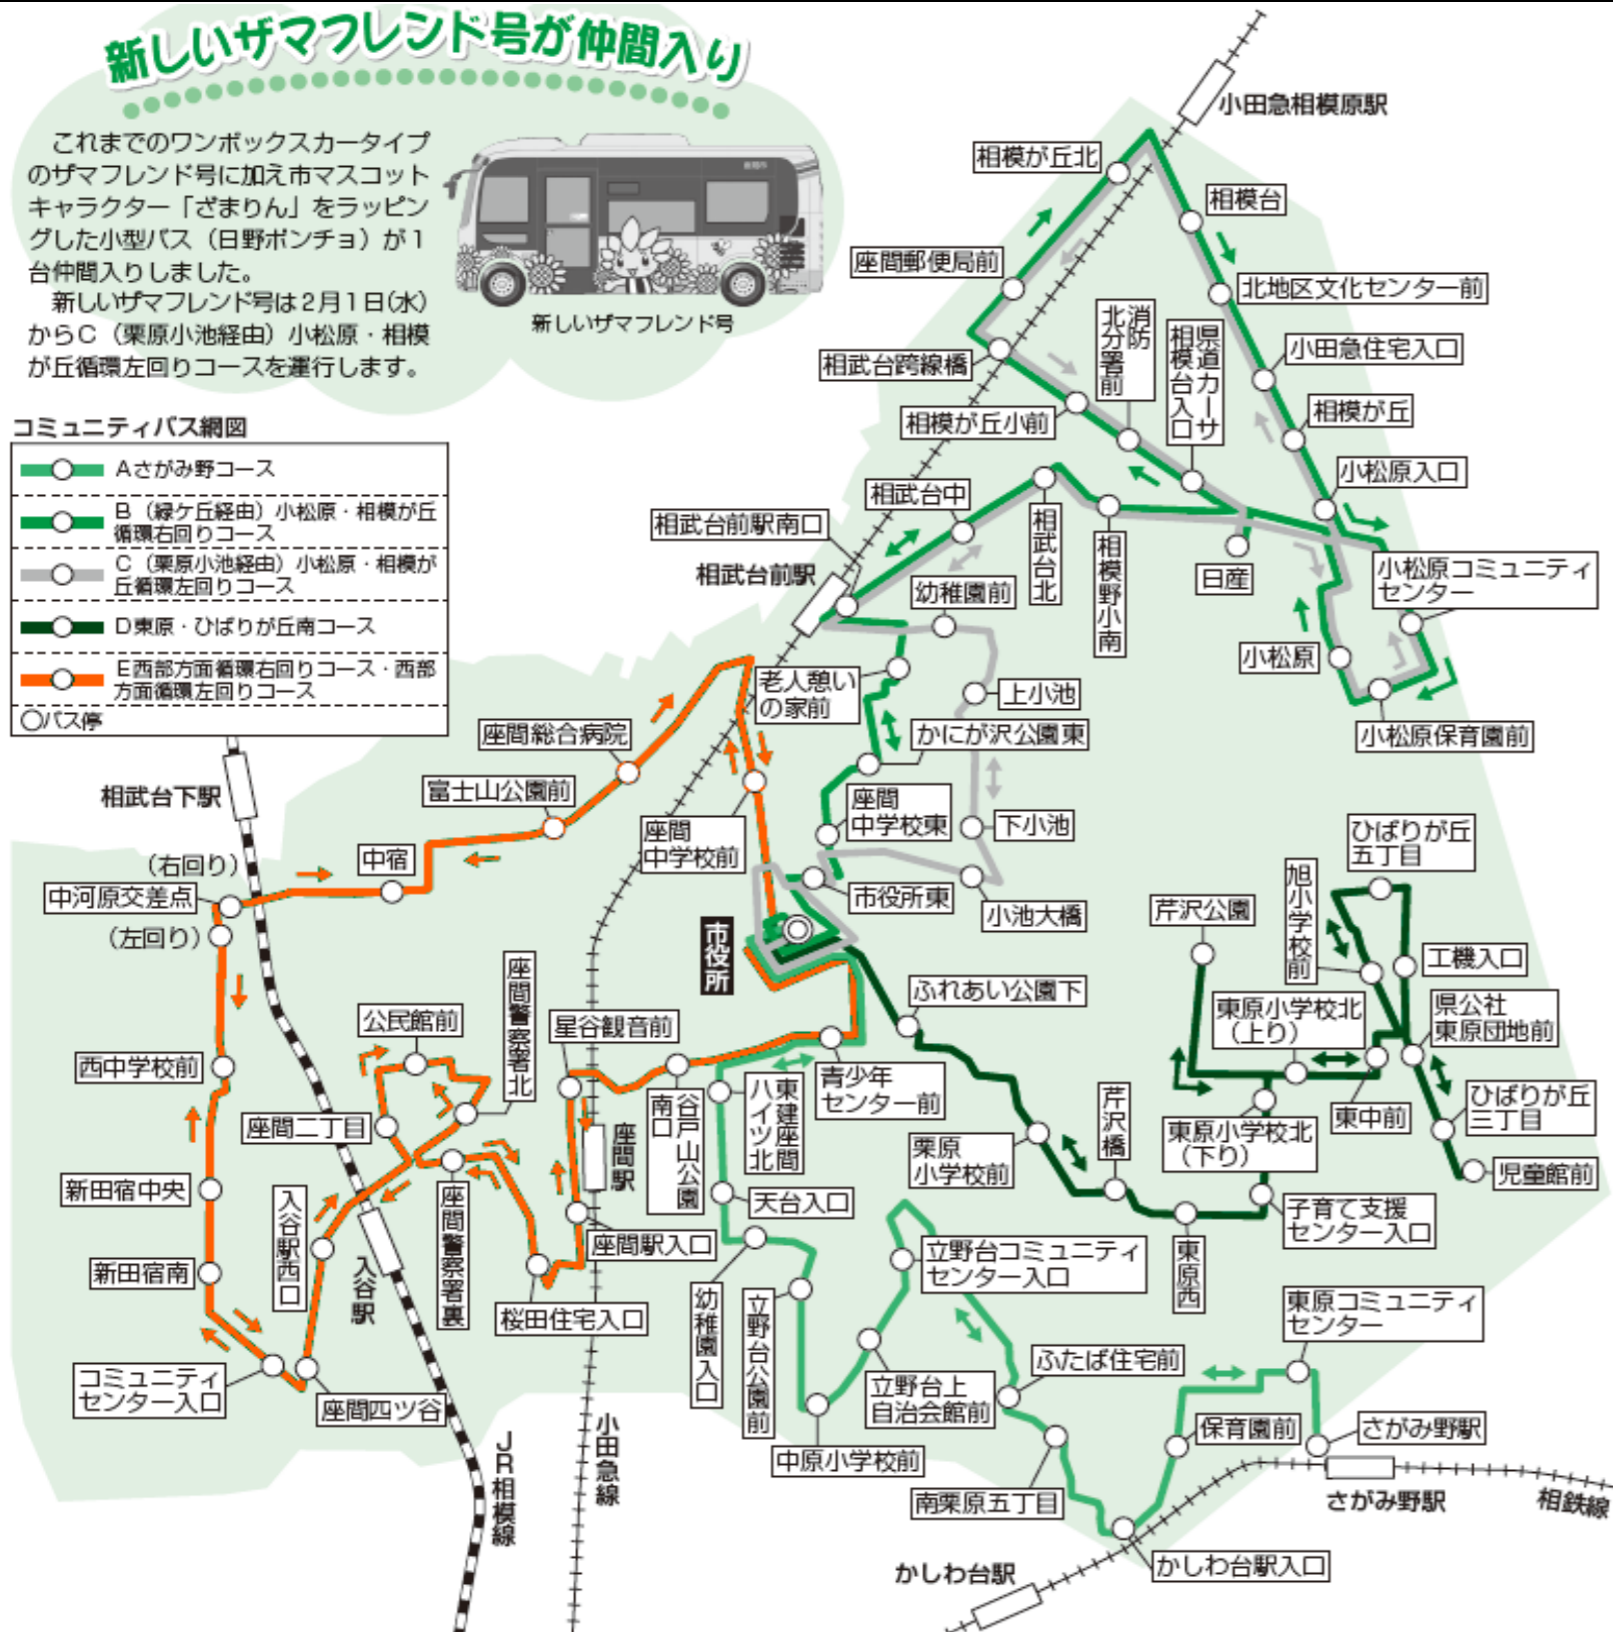 新しいザマフレンド号が仲間入り
これまでのワンボックスカータイプ
のザマフレンド号に加え市マスコット
キャラクター「ざまりん」をラッピン
グした小型バス（日野ポンチョ）が１
台仲間入りしました。
新しいザマフレンド号は２月１日（水）
からＣ（栗原小池経由）小松原・相模
が丘循環左回りコースを運行します。
新しいザマフレンド号
コミュニティバス網図
Ａさがみ野コース
Ｂ（緑ケ丘経由）小松原・相模が丘
循環右回りコース
Ｃ（栗原小池経由）小松原・相模が
丘循環左回りコース
Ｄ東原・ひばりが丘南コース
Ｅ西部方面循環右回りコース・西部
方面循環左回りコース
○バス停
小田急相模原駅
相模が丘北
相模台
座間郵便局前
北地区文化センター前
消防
北分署前
県道カーサ
相模台入口
小田急住宅入口
相武台跨線橋
相模が丘
相模が丘小前
小松原入口
相武台中
相武台前駅南口
相武台北
相模野小南
日産
小松原コミュニティ
センター
相武台前駅
幼稚園前
小松原
老人憩い
の家前
上小池
小松原保育園前
かにが沢公園東
座間総合病院
富士山公園前
相武台下駅
座間
中学校東
下小池
座間
中学校前
ひばりが丘
五丁目
中宿
（右回り）
中河原交差点
（左回り）
市役所東
小池大橋
旭小学校前
芹沢公園
市役所
工機入口
座間警察署北
ふれあい公園下
公民館前
星谷観音前
東原小学校北
（上り）
県公社
東原団地前
西中学校前
青少年
センター前
東建座間
ハイツ北
谷戸山公園
南口
座間駅
座間二丁目
栗原
小学校前
芹沢橋
東原小学校北
（下り）
東中前
ひばりが丘
三丁目
児童館前
新田宿中央
天台入口
子育て支援
センター入口
入谷駅西口
入谷駅
座間警察署裏
座間駅入口
立野台コミュニティ
センター入口
東原西
新田宿南
桜田住宅入口
幼稚園入口
立野台公園前
東原コミュニティ
センター
コミュニティ
センター入口
座間四ツ谷
立野台上
自治会館前
ふたば住宅前
保育園前
さがみ野駅
中原小学校前
南栗原五丁目
ＪＲ相模線
小田急線
さがみ野駅
相鉄線
かしわ台駅入口
かしわ台駅